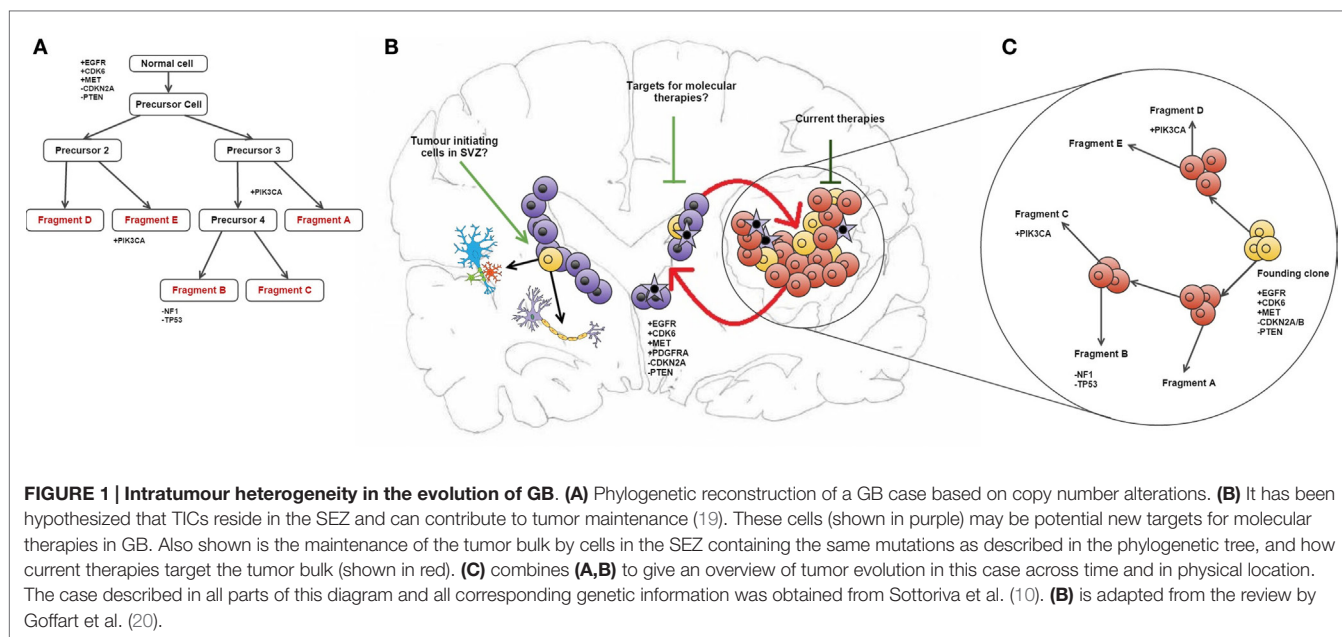 A
+EGFR
+CDK6
+MET
-CDKN2A
-PTEN
Normal cell
Precursor Cell
Precursor 2
Precursor 3
+PIK3CA
Fragment D
Fragment E
Precursor 4
Fragment A
+PIK3CA
Fragment B
Fragment C
-NF1
-TP53
B
Targets for molecular
therapies?
Tumour initiating
cells in SVZ?
Current therapies
+EGFR
+CDK6
+MET
+PDGFRA
-CDKN2A
-PTEN
C
Fragment D
+PIK3CA
Fragment E
Fragment C
+PIK3CA
Founding clone
+EGFR
+CDK6
+MET
-CDKN2A/B
-PTEN
Fragment B
-NF1
-TP53
Fragment A
FIGURE 1 | Intratumour heterogeneity in the evolution of GB. (A) Phylogenetic reconstruction of a GB case based on copy number alterations. (B) It has been
hypothesized that TICs reside in the SEZ and can contribute to tumor maintenance (19). These cells (shown in purple) may be potential new targets for molecular
therapies in GB. Also shown is the maintenance of the tumor bulk by cells in the SEZ containing the same mutations as described in the phylogenetic tree, and how
current therapies target the tumor bulk (shown in red). (C) combines (A,B) to give an overview of tumor evolution in this case across time and in physical location.
The case described in all parts of this diagram and all corresponding genetic information was obtained from Sottoriva et al. (10). (B) is adapted from the review by
Goffart et al. (20).